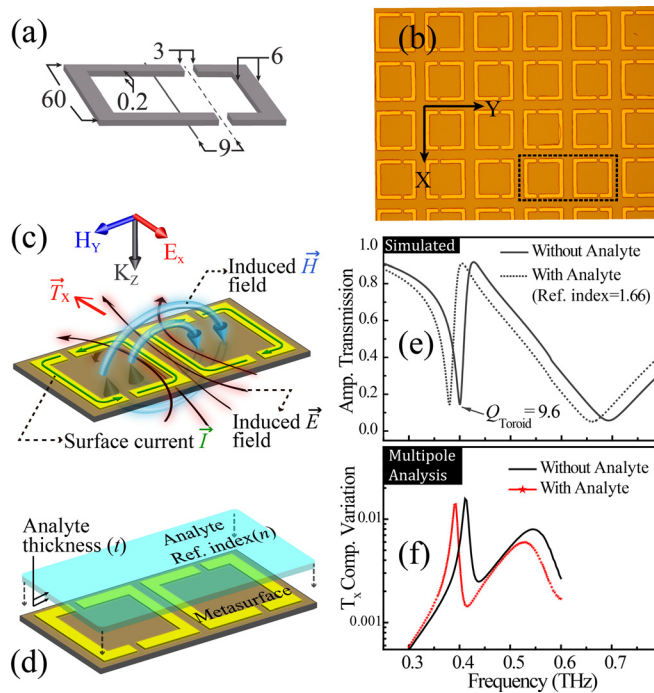 (a)
3
6
60
0.2
9
(b)
Y
X
(c)
H_Y
E_x
K_Z
T⃗_x
Induced H⃗
field
Induced E⃗
field
Surface current I⃗
(d)
Analyte
thickness (t)
Analyte
Ref. index(n)
Metasurface
Simulated
Without Analyte
With Analyte
(Ref. index=1.66)
(e)
Q_Toroid = 9.6
Amp. Transmission
1.0
0.8
0.6
0.4
0.2
0.0
Multipole
Analysis
Without Analyte
With Analyte
(f)
T_x Comp. Variation
0.01
0.001
0.3 0.4 0.5 0.6 0.7
Frequency (THz)